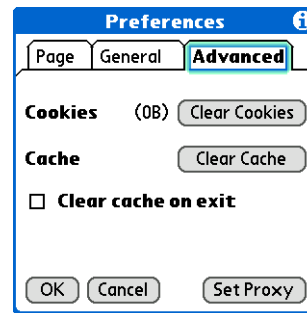 Preferences
Page General Advanced
Cookies (0B) Clear Cookies
Cache Clear Cache
Clear cache on exit
OK Cancel Set Proxy